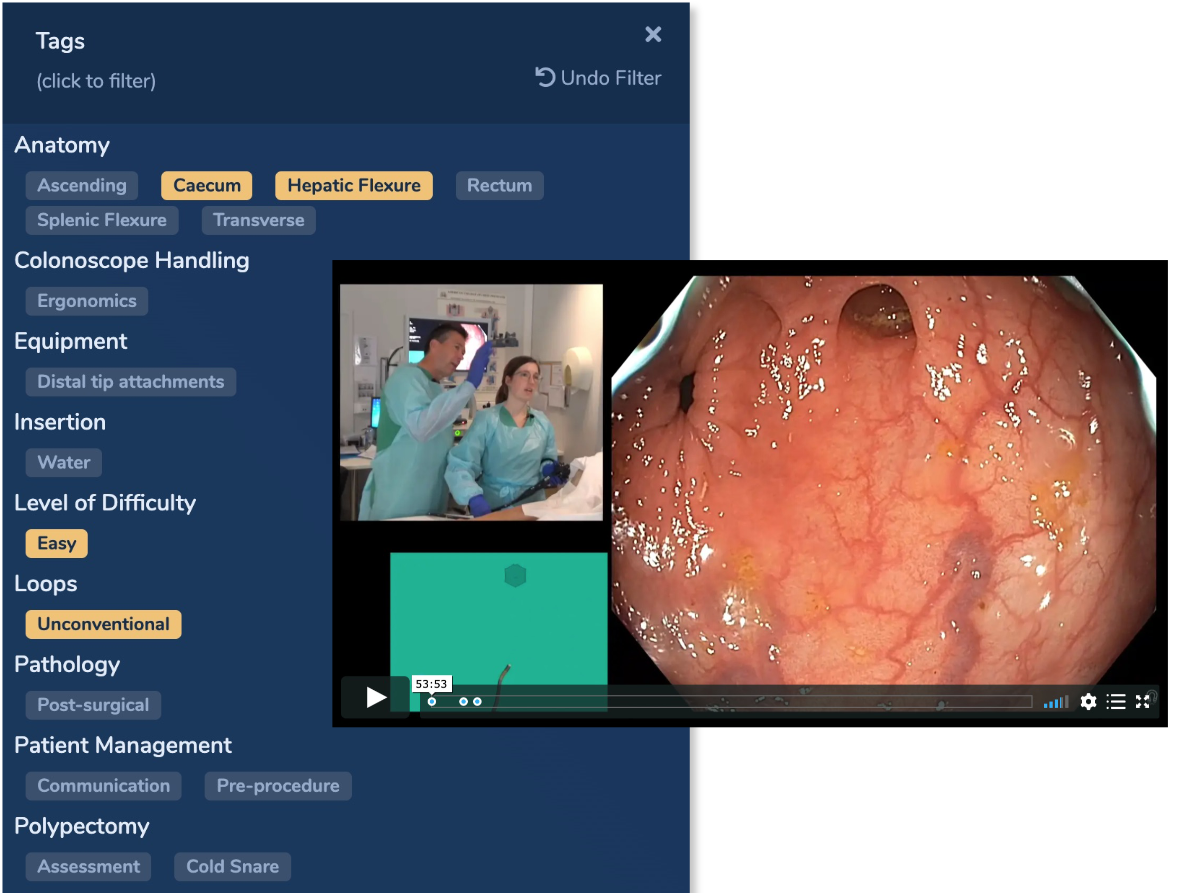 Tags
(click to filter)
Undo Filter
Anatomy
Ascending Caecum Hepatic Flexure Rectum
Splenic Flexure Transverse
Colonoscope Handling
Ergonomics
Equipment
Distal tip attachments
Insertion
Water
Level of Difficulty
Easy
Loops
Unconventional
Pathology
Post-surgical
Patient Management
Communication Pre-procedure
Polypectomy
Assessment Cold Snare
53:53